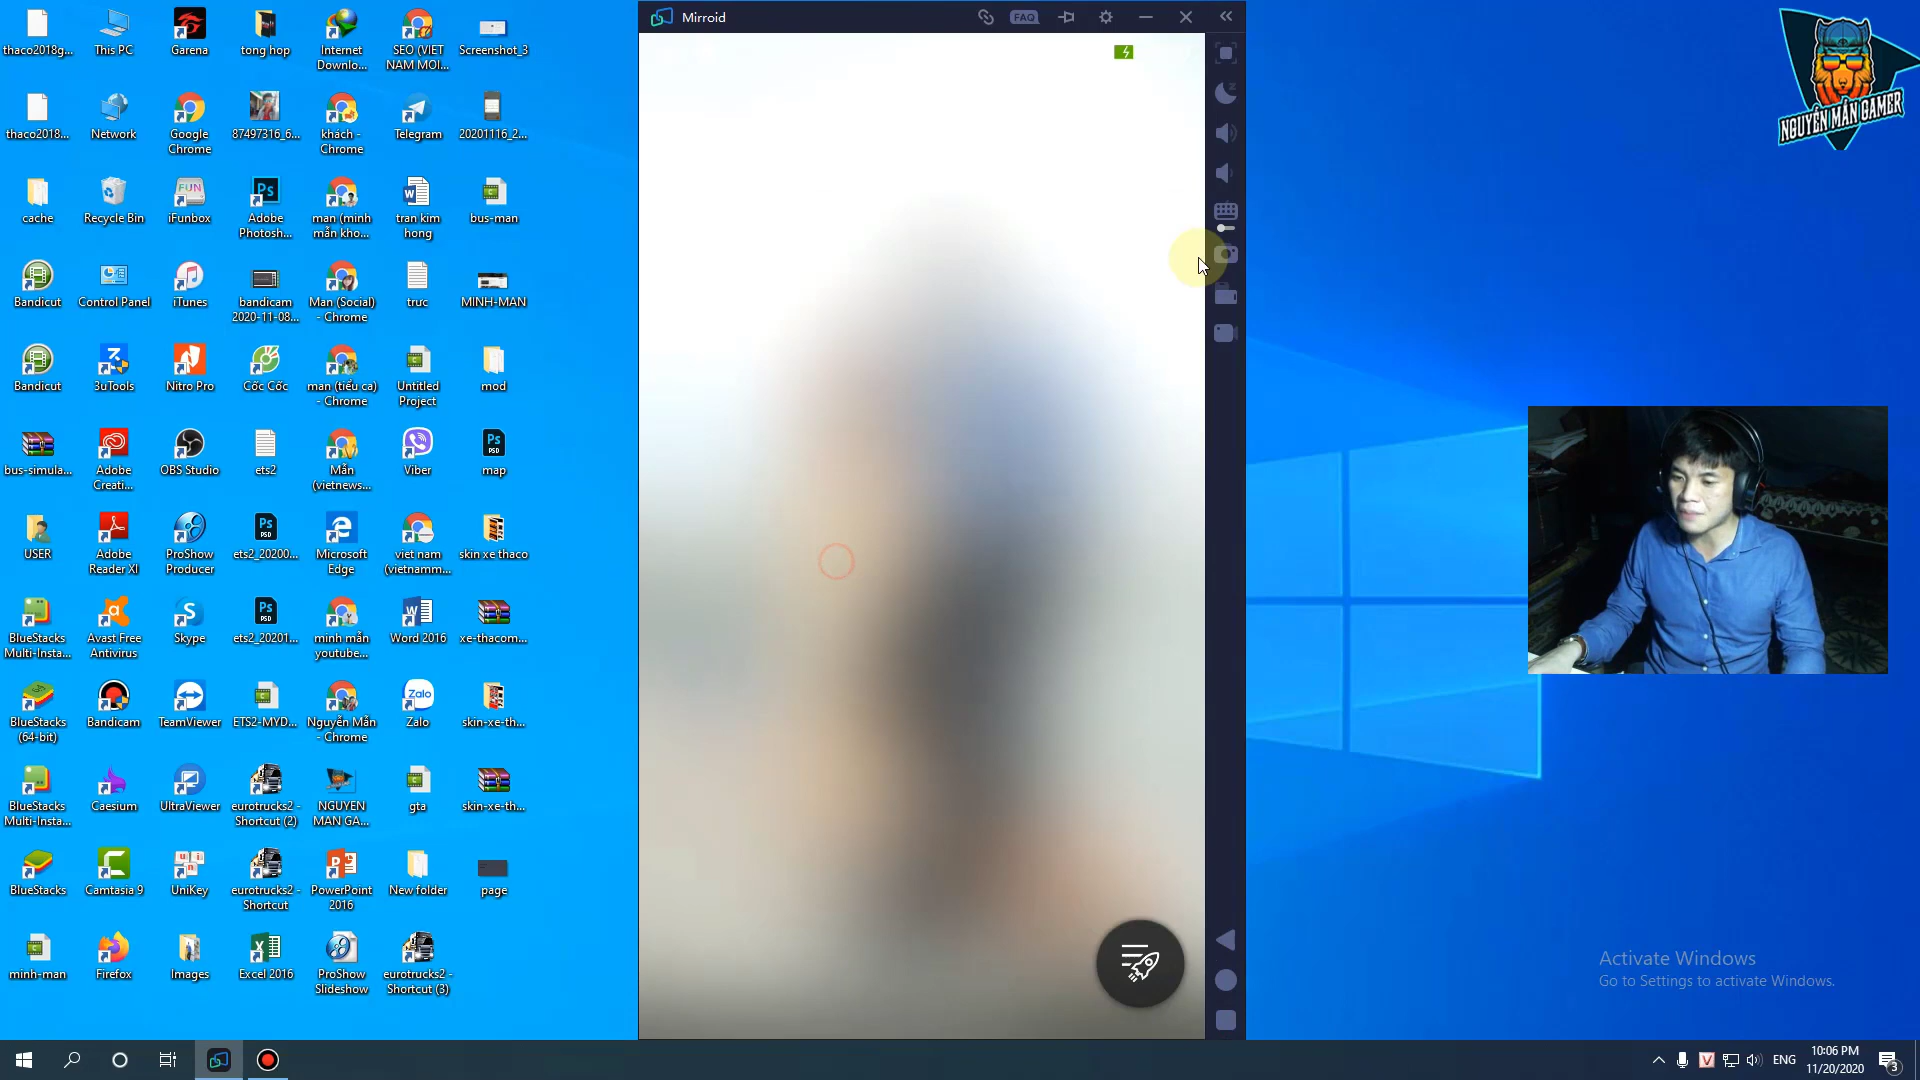 thaco2018g...
This PC
Garena
tong hop
Internet
Downlo...
SEO (VIET
NAM MOI...
Screenshot_3
thaco2018...
Network
Google
Chrome
87497316_6...
khách -
Chrome
Telegram
20201116_2...
cache
Recycle Bin
iFunbox
Adobe
Photosh...
man (minh
mẫn kho...
tran kim
hong
bus-man
Bandicut
Control Panel
iTunes
bandicam
2020-11-08...
Man (Social)
- Chrome
truc
MINH-MAN
Bandicut
3uTools
Nitro Pro
Cốc Cốc
man (tiểu ca)
- Chrome
Untitled
Project
mod
bus-simula...
Adobe
Creati...
OBS Studio
ets2
Mẫn
(vietnews...
Viber
map
USER
Adobe
Reader XI
ProShow
Producer
ets2_20200...
Microsoft
Edge
viet nam
(vietnamm...
skin xe thaco
BlueStacks
Multi-Insta...
Avast Free
Antivirus
Skype
ets2_20201...
minh mẫn
youtube...
Word 2016
xe-thacom...
BlueStacks
(64-bit)
Bandicam
TeamViewer
ETS2-MYD...
Nguyễn Mẫn
- Chrome
Zalo
skin-xe-th...
BlueStacks
Multi-Insta...
Caesium
UltraViewer
eurotrucks2 -
Shortcut (2)
NGUYEN
MAN GA...
gta
skin-xe-th...
BlueStacks
Camtasia 9
UniKey
eurotrucks2 -
Shortcut
PowerPoint
2016
New folder
page
minh-man
Firefox
Images
Excel 2016
ProShow
Slideshow
eurotrucks2 -
Shortcut (3)
Mirroid
FAQ
NGUYỄN MẪN GAMER
Activate Windows
Go to Settings to activate Windows.
ENG
10:06 PM
11/20/2020
3